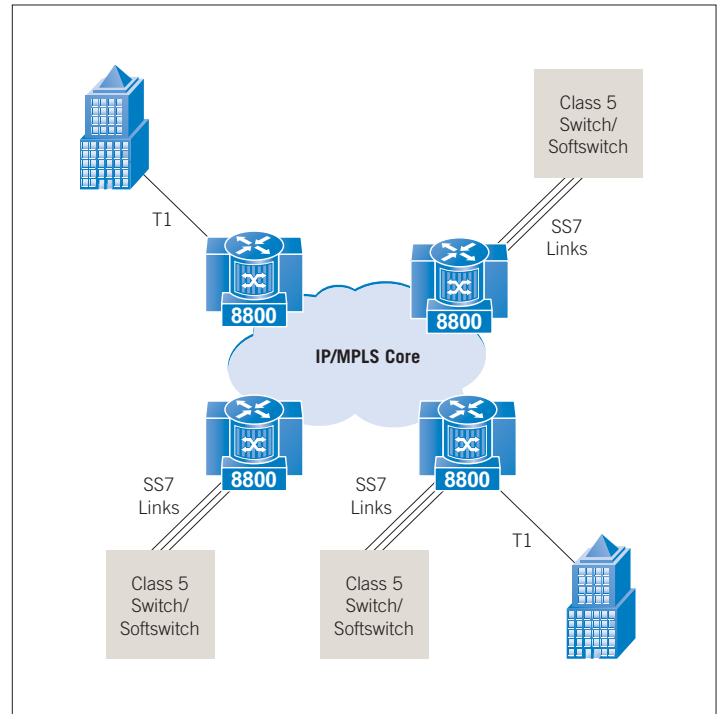 Class 5
Switch/
Softswitch
T1
SS7
Links
8800
8800
IP/MPLS Core
8800
8800
SS7
Links
SS7
Links
T1
Class 5
Switch/
Softswitch
Class 5
Switch/
Softswitch